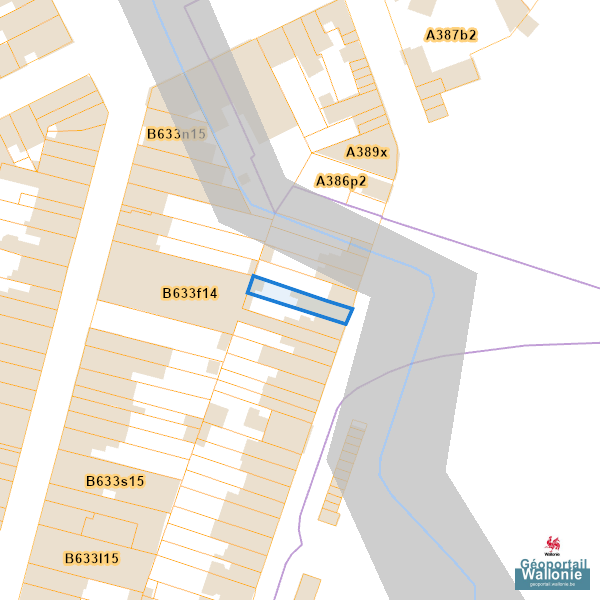 A387b2
B633n15
A389x
A386p2
B633f14
B633s15
B633l15
Wallonie
Géoportail
Wallonie
geoportail.wallonie.be